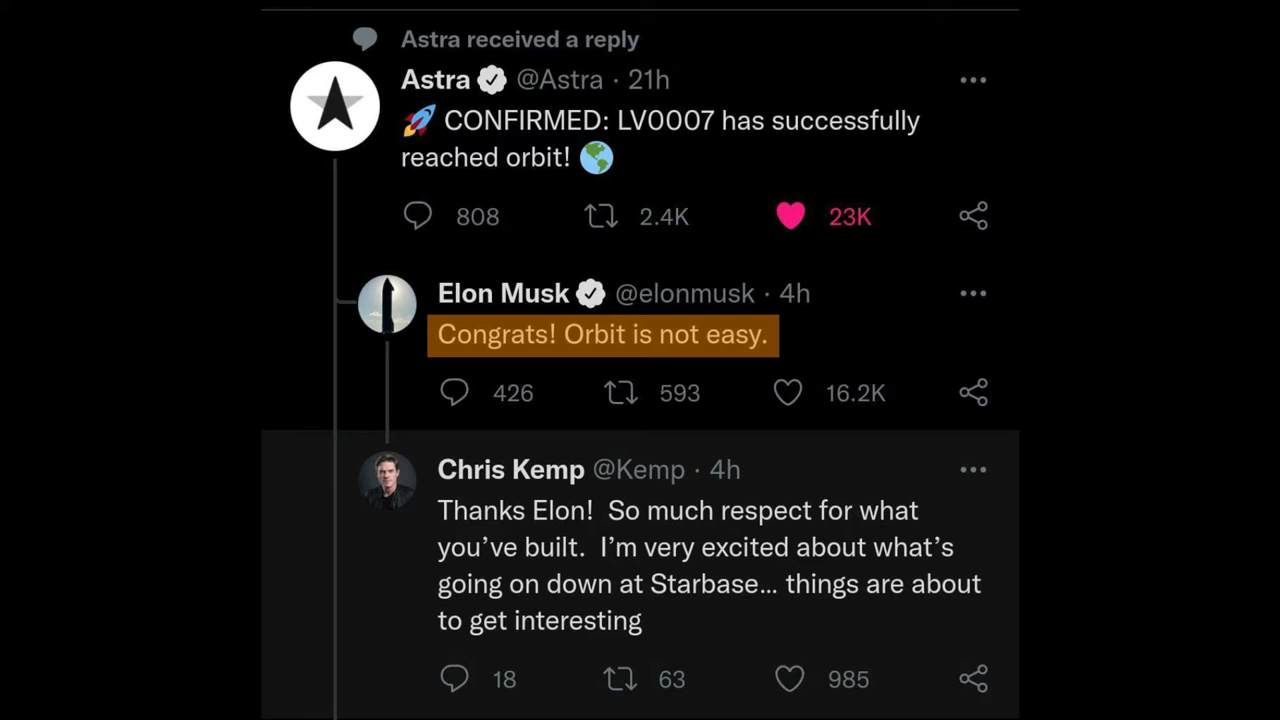 Astra received a reply
Astra @Astra · 21h
🚀 CONFIRMED: LV0007 has successfully
reached orbit! 🌎
808 2.4K 23K
Elon Musk @elonmusk · 4h
Congrats! Orbit is not easy.
426 593 16.2K
Chris Kemp @Kemp · 4h
Thanks Elon!  So much respect for what
you’ve built.  I’m very excited about what’s
going on down at Starbase… things are about
to get interesting
18 63 985